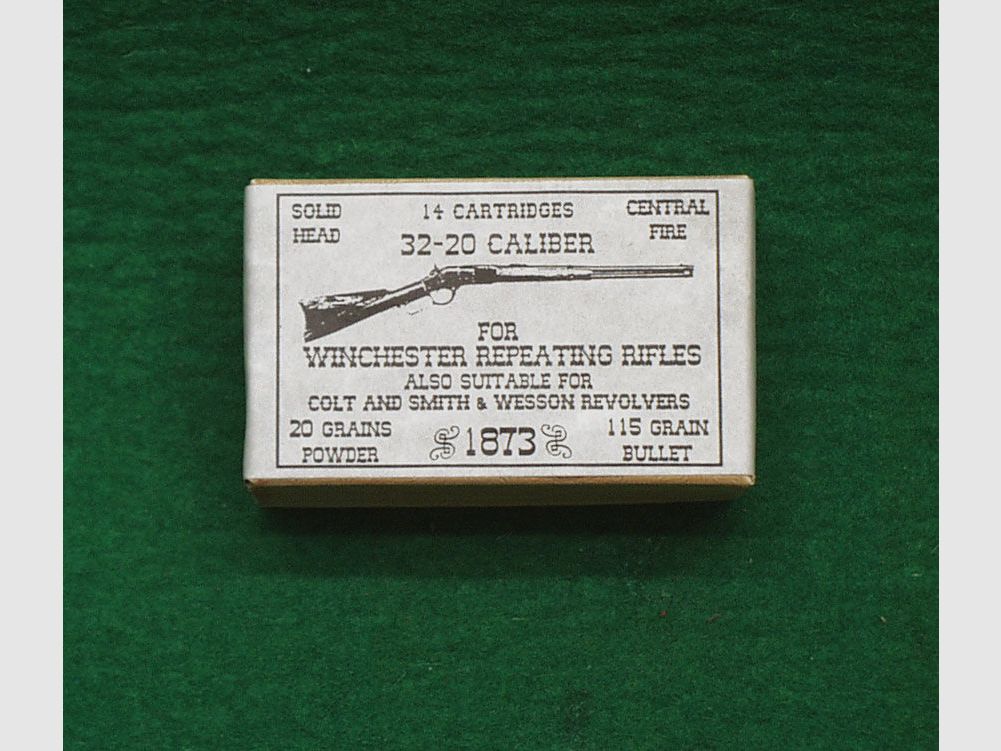 SOLID HEAD
14 CARTRIDGES
CENTRAL FIRE
32-20 CALIBER
FOR
WINCHESTER REPEATING RIFLES
ALSO SUITABLE FOR
COLT AND SMITH & WESSON REVOLVERS
20 GRAINS POWDER
1873
115 GRAIN BULLET